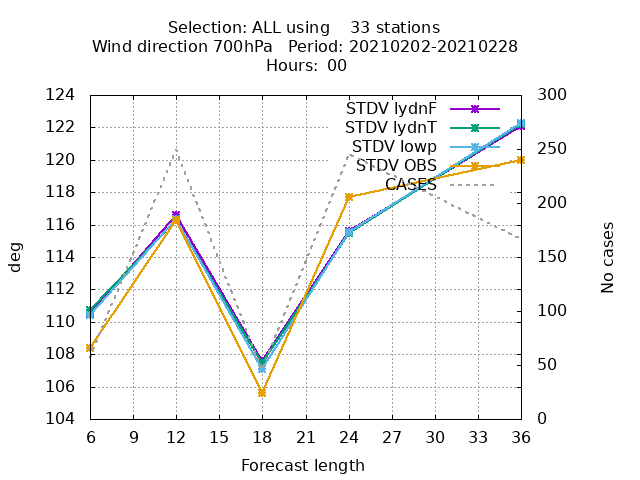 Selection: ALL using    33 stations
Wind direction 700hPa   Period: 20210202-20210228
Hours: 00
124
122
120
118
116
114
112
110
108
106
104
deg
300
250
200
150
100
50
0
No cases
STDV lydnF
STDV lydnT
STDV lowp
STDV OBS
CASES
6 9 12 15 18 21 24 27 30 33 36
Forecast length